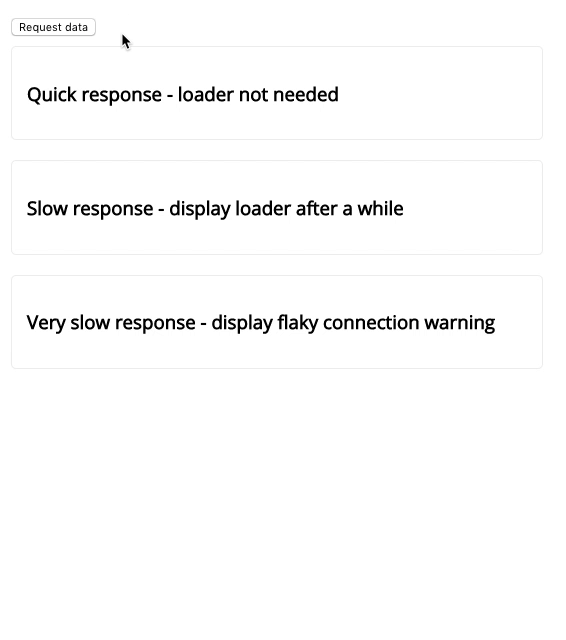 Request data
Quick response - loader not needed
Slow response - display loader after a while
Very slow response - display flaky connection warning